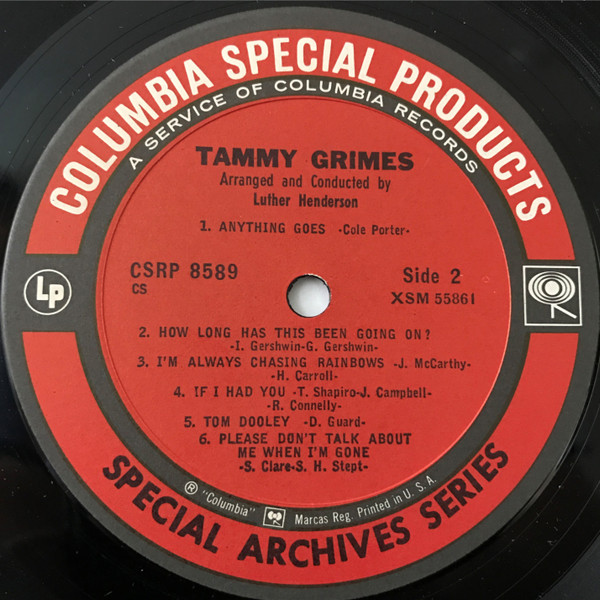 COLUMBIA SPECIAL PRODUCTS
A SERVICE OF COLUMBIA RECORDS
TAMMY GRIMES
Arranged and Conducted by
Luther Henderson
1. ANYTHING GOES -Cole Porter-
CSRP 8589
CS
Side 2
XSM 55861
Lp
2. HOW LONG HAS THIS BEEN GOING ON?
-I. Gershwin-G. Gershwin-
3. I'M ALWAYS CHASING RAINBOWS -J. McCarthy-
-H. Carroll-
4. IF I HAD YOU -T. Shapiro-J. Campbell-
-R. Connelly-
5. TOM DOOLEY -D. Guard-
6. PLEASE DON'T TALK ABOUT
ME WHEN I'M GONE
-S. Clare-S. H. Stept-
® "Columbia" Marcas Reg. Printed in U. S. A.
SPECIAL ARCHIVES SERIES